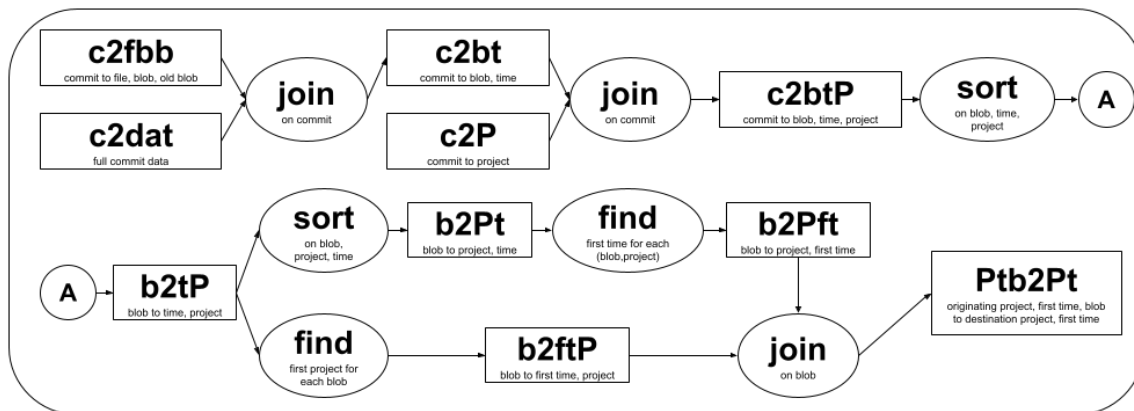 c2fbb
commit to file, blob, old blob
c2dat
full commit data
join
on commit
c2bt
commit to blob, time
c2P
commit to project
join
on commit
c2btP
commit to blob, time, project
sort
on blob, time,
project
A
A
b2tP
blob to time, project
sort
on blob,
project, time
b2Pt
blob to project, time
find
first time for each
(blob,project)
b2Pft
blob to project, first time
find
first project for
each blob
b2ftP
blob to first time, project
join
on blob
Ptb2Pt
originating project, first time, blob
to destination project, first time